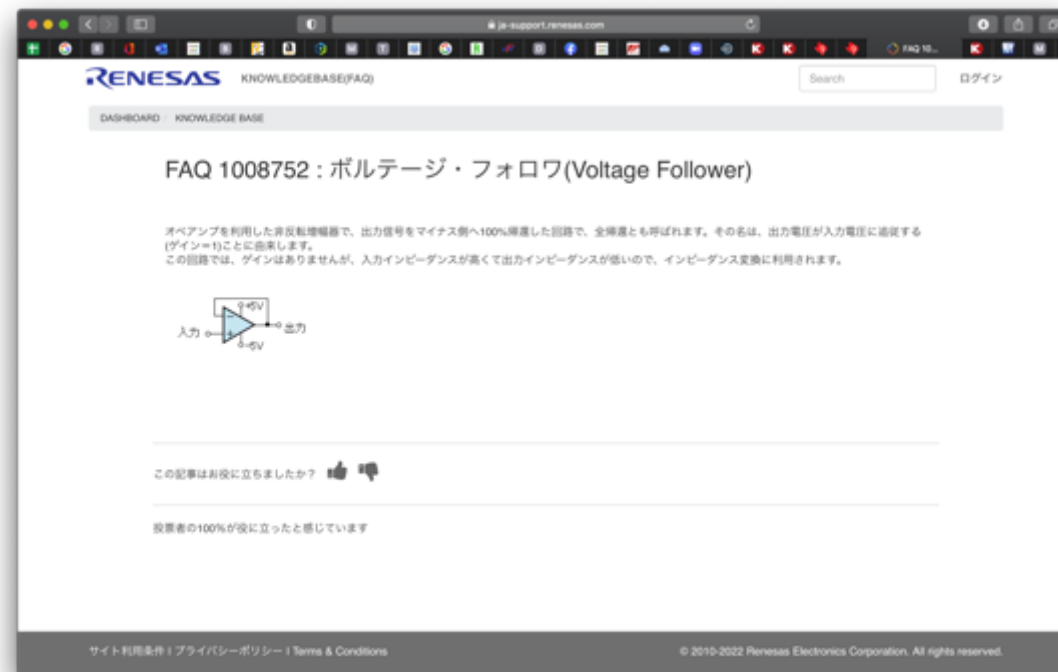 ja-support.renesas.com
FAQ 10...
RENESAS KNOWLEDGEBASE(FAQ) Search ログイン
DASHBOARD / KNOWLEDGE BASE
FAQ 1008752 : ボルテージ・フォロワ(Voltage Follower)
オペアンプを利用した非反転増幅器で、出力信号をマイナス側へ100%帰還した回路で、全帰還とも呼ばれます。その名は、出力電圧が入力電圧に追従する
(ゲイン=1)ことに由来します。
この回路では、ゲインはありませんが、入力インピーダンスが高くて出力インピーダンスが低いので、インピーダンス変換に利用されます。
+5V
入力 出力
-5V
この記事はお役に立ちましたか？
投票者の100%が役に立ったと感じています
サイト利用条件 | プライバシーポリシー | Terms & Conditions © 2010-2022 Renesas Electronics Corporation. All rights reserved.